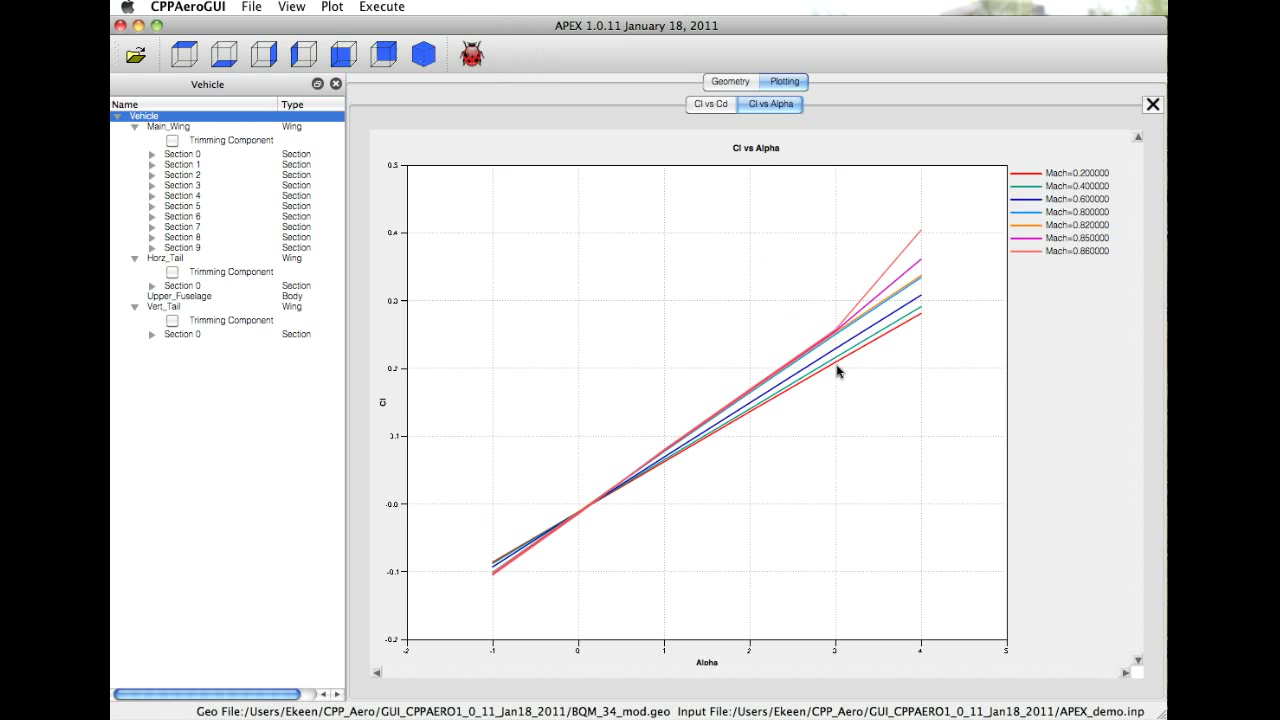 CPPAeroGUI File View Plot Execute
APEX 1.0.11 January 18, 2011
Vehicle
Name Type
Vehicle
Main_Wing Wing
Trimming Component
Section 0 Section
Section 1 Section
Section 2 Section
Section 3 Section
Section 4 Section
Section 5 Section
Section 6 Section
Section 7 Section
Section 8 Section
Section 9 Section
Horz_Tail Wing
Trimming Component
Section 0 Section
Upper_Fuselage Body
Vert_Tail Wing
Trimming Component
Section 0 Section
Geometry Plotting
Cl vs Cd Cl vs Alpha
Cl vs Alpha
0.5
0.4
0.3
0.2
0.1
-0.0
-0.1
-0.2
Cl
-2 -1 0 1 2 3 4 5
Alpha
Mach=0.200000
Mach=0.400000
Mach=0.600000
Mach=0.800000
Mach=0.820000
Mach=0.850000
Mach=0.860000
Geo File:/Users/Ekeen/CPP_Aero/GUI_CPPAERO1_0_11_Jan18_2011/BQM_34_mod.geo Input File:/Users/Ekeen/CPP_Aero/GUI_CPPAERO1_0_11_Jan18_2011/APEX_demo.inp